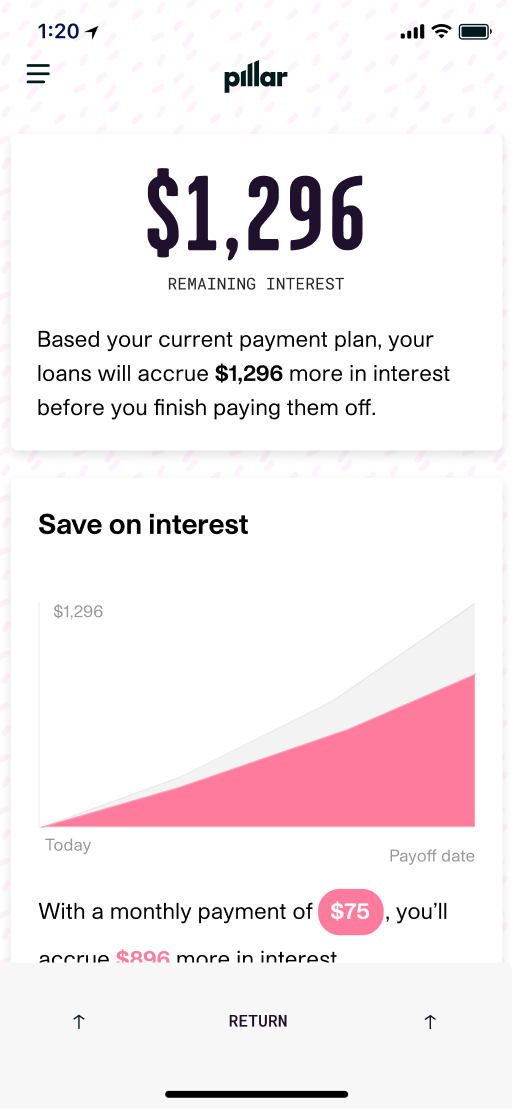 1:20
pillar
$1,296
REMAINING INTEREST
Based your current payment plan, your
loans will accrue $1,296 more in interest
before you finish paying them off.
Save on interest
$1,296
Today
Payoff date
With a monthly payment of $75, you’ll
accrue $896 more in interest
↑ RETURN ↑